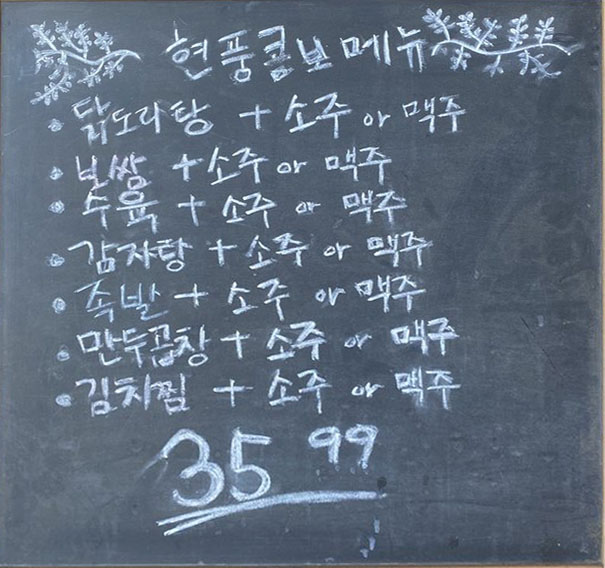 현풍콤보메뉴
• 닭도리탕 + 소주 or 맥주
• 보쌈 + 소주 or 맥주
• 수육 + 소주 or 맥주
• 감자탕 + 소주 or 맥주
• 족발 + 소주 or 맥주
• 만두곱창 + 소주 or 맥주
• 김치찜 + 소주 or 맥주
35 99